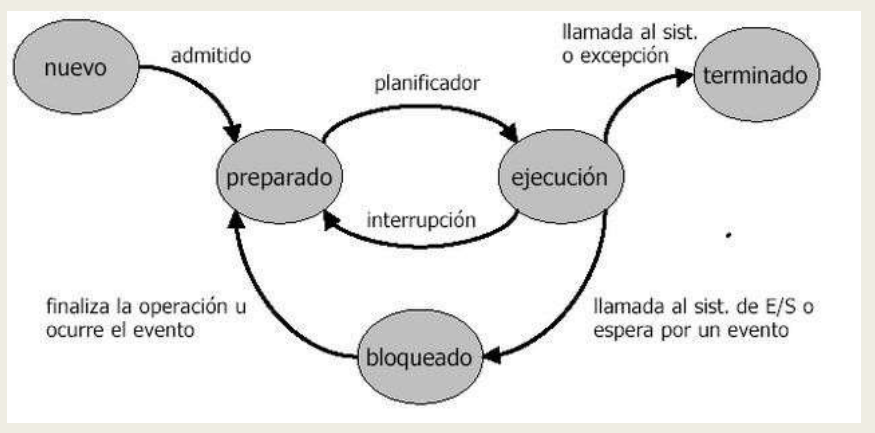 nuevo
admitido
planificador
llamada al sist.
o excepción
terminado
preparado
ejecución
interrupción
finaliza la operación u
ocurre el evento
llamada al sist. de E/S o
espera por un evento
bloqueado